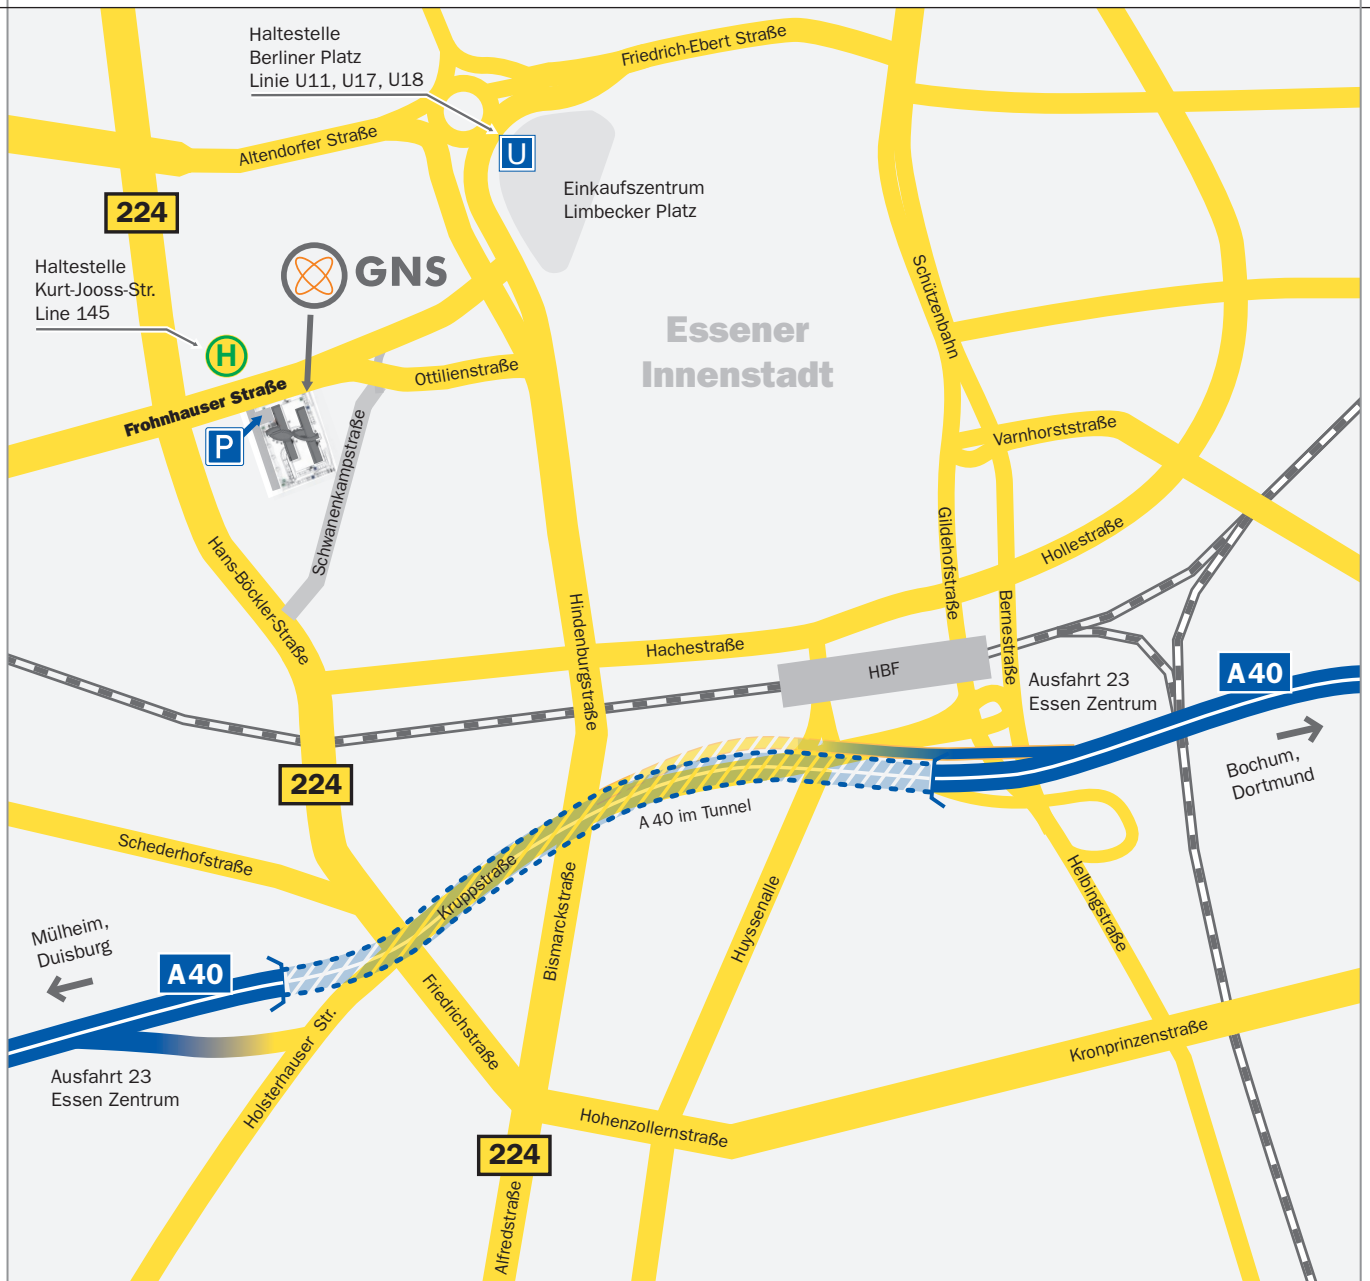 Haltestelle
Berliner Platz
Linie U11, U17, U18
Friedrich-Ebert Straße
Altendorfer Straße
U
Einkaufszentrum
Limbecker Platz
224
Haltestelle
Kurt-Jooss-Str.
Line 145
GNS
H
Schützenbahn
Essener
Innenstadt
Ottilienstraße
Frohnhauser Straße
P
Schwanenkampstraße
Varnhorststraße
Gildehofstraße
Hollestraße
Hans-Böckler-Straße
Hindenburgstraße
Bernestraße
Hachestraße
HBF
Ausfahrt 23
Essen Zentrum
A40
Bochum,
Dortmund
224
A 40 im Tunnel
Schederhofstraße
Kruppstraße
Bismarckstraße
Huyssenalle
Helbingstraße
Mülheim,
Duisburg
A40
Friedrichstraße
Holsterhauser Str.
Ausfahrt 23
Essen Zentrum
Kronprinzenstraße
Hohenzollernstraße
224
Alfredstraße